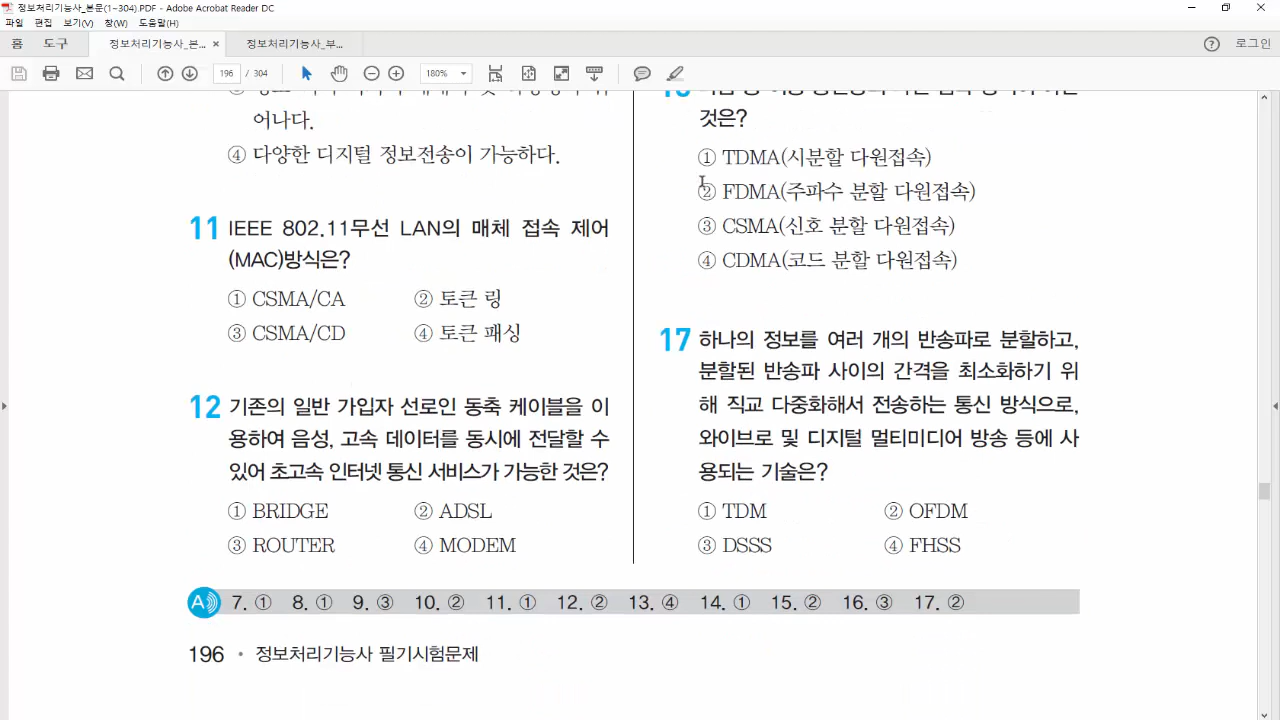 정보처리기능사_본문(1~304).PDF - Adobe Acrobat Reader DC
파일 편집 보기(V) 창(W) 도움말(H)
홈 도구 정보처리기능사_본... × 정보처리기능사_부... ? 로그인
196 / 304 180%
어나다.
④ 다양한 디지털 정보전송이 가능하다.
11 IEEE 802.11무선 LAN의 매체 접속 제어
(MAC)방식은?
① CSMA/CA ② 토큰 링
③ CSMA/CD ④ 토큰 패싱
12 기존의 일반 가입자 선로인 동축 케이블을 이
용하여 음성, 고속 데이터를 동시에 전달할 수
있어 초고속 인터넷 통신 서비스가 가능한 것은?
① BRIDGE ② ADSL
③ ROUTER ④ MODEM
것은?
① TDMA(시분할 다원접속)
② FDMA(주파수 분할 다원접속)
③ CSMA(신호 분할 다원접속)
④ CDMA(코드 분할 다원접속)
17 하나의 정보를 여러 개의 반송파로 분할하고,
분할된 반송파 사이의 간격을 최소화하기 위
해 직교 다중화해서 전송하는 통신 방식으로,
와이브로 및 디지털 멀티미디어 방송 등에 사
용되는 기술은?
① TDM ② OFDM
③ DSSS ④ FHSS
A 7. ① 8. ① 9. ③ 10. ② 11. ① 12. ② 13. ④ 14. ① 15. ② 16. ③ 17. ②
196 • 정보처리기능사 필기시험문제